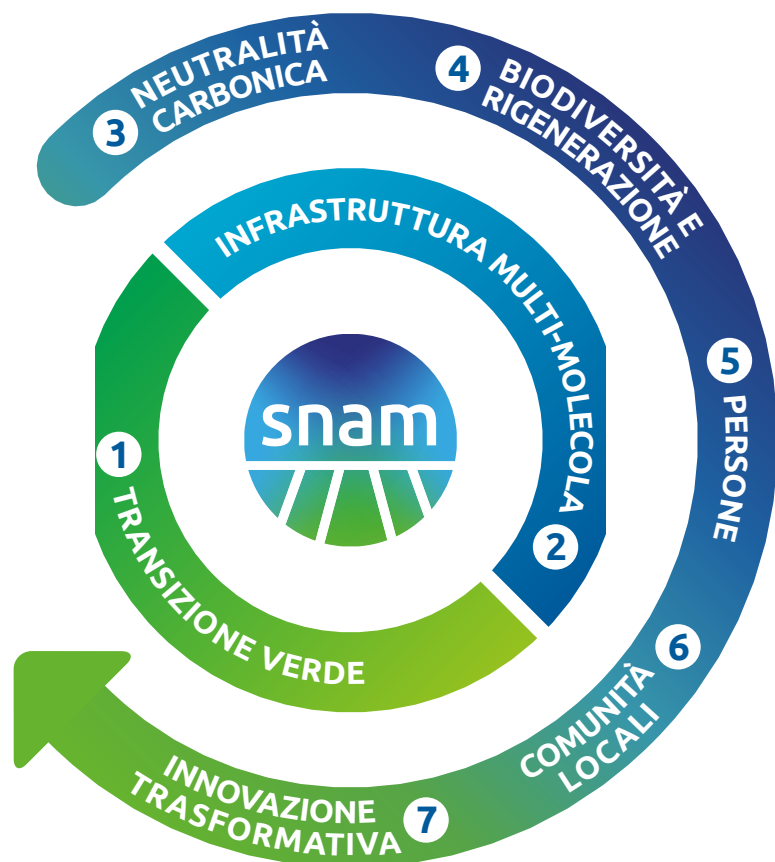 snam
1
TRANSIZIONE VERDE
INFRASTRUTTURA MULTI-MOLECOLA
2
3
NEUTRALITÀ
CARBONICA
4
BIODIVERSITÀ E
RIGENERAZIONE
5
PERSONE
6
COMUNITÀ
LOCALI
7
INNOVAZIONE
TRASFORMATIVA